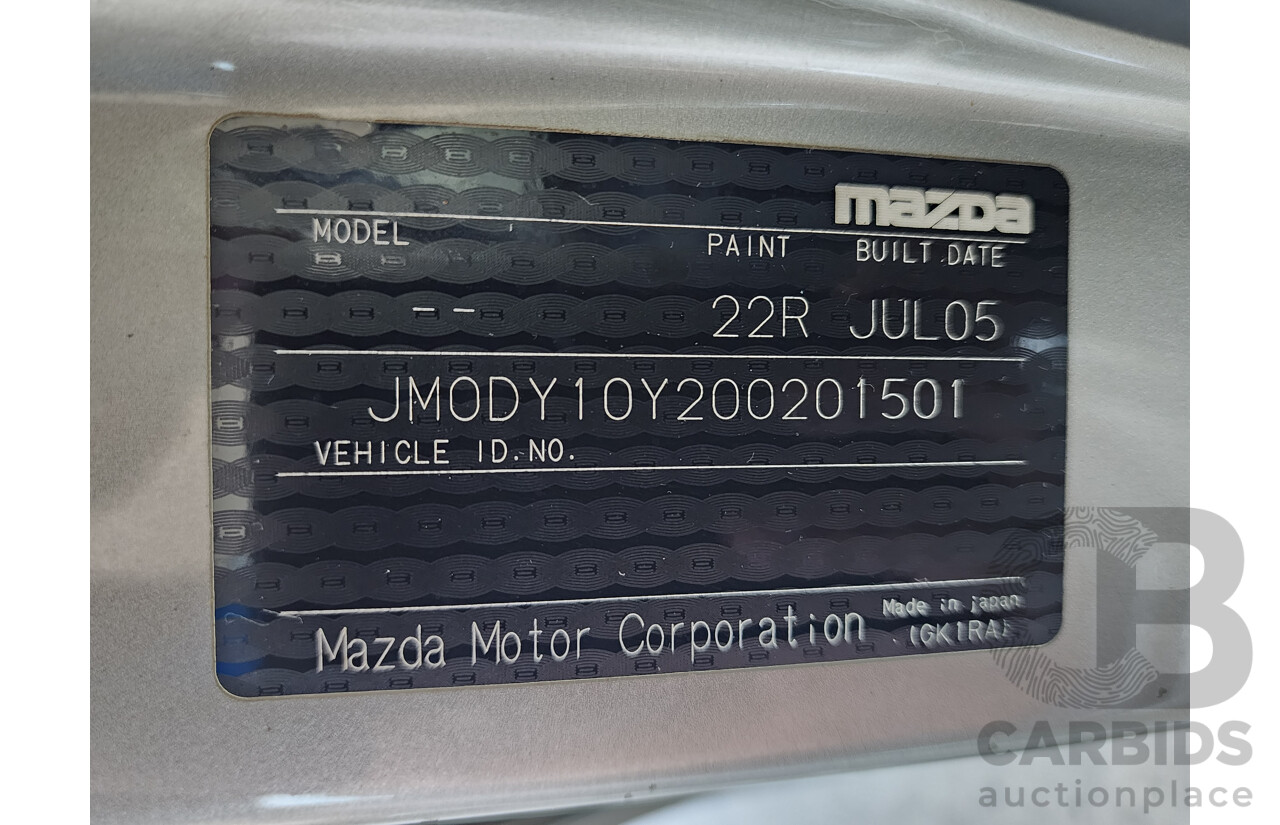 mazda
MODEL PAINT BUILT DATE
-- 22R JUL05
JM0DY10Y200201501
VEHICLE ID.NO.
Mazda Motor Corporation Made in japan
(GK1RA)
CARBIDS
auctionplace